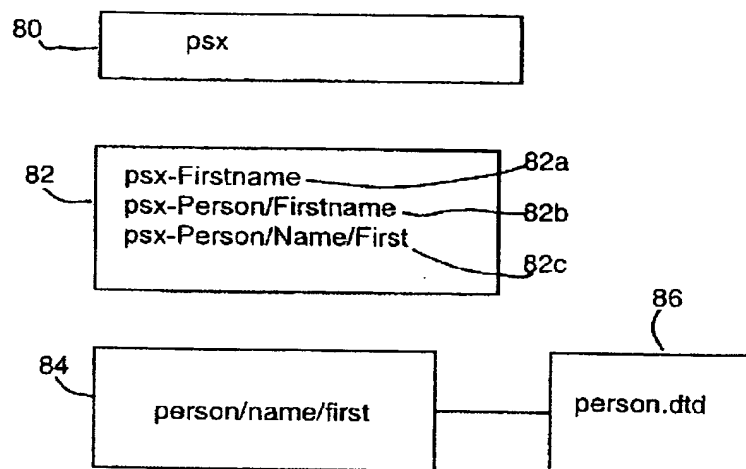 80
psx
82
psx-Firstname
82a
psx-Person/Firstname
82b
psx-Person/Name/First
82c
86
84
person/name/first
person.dtd